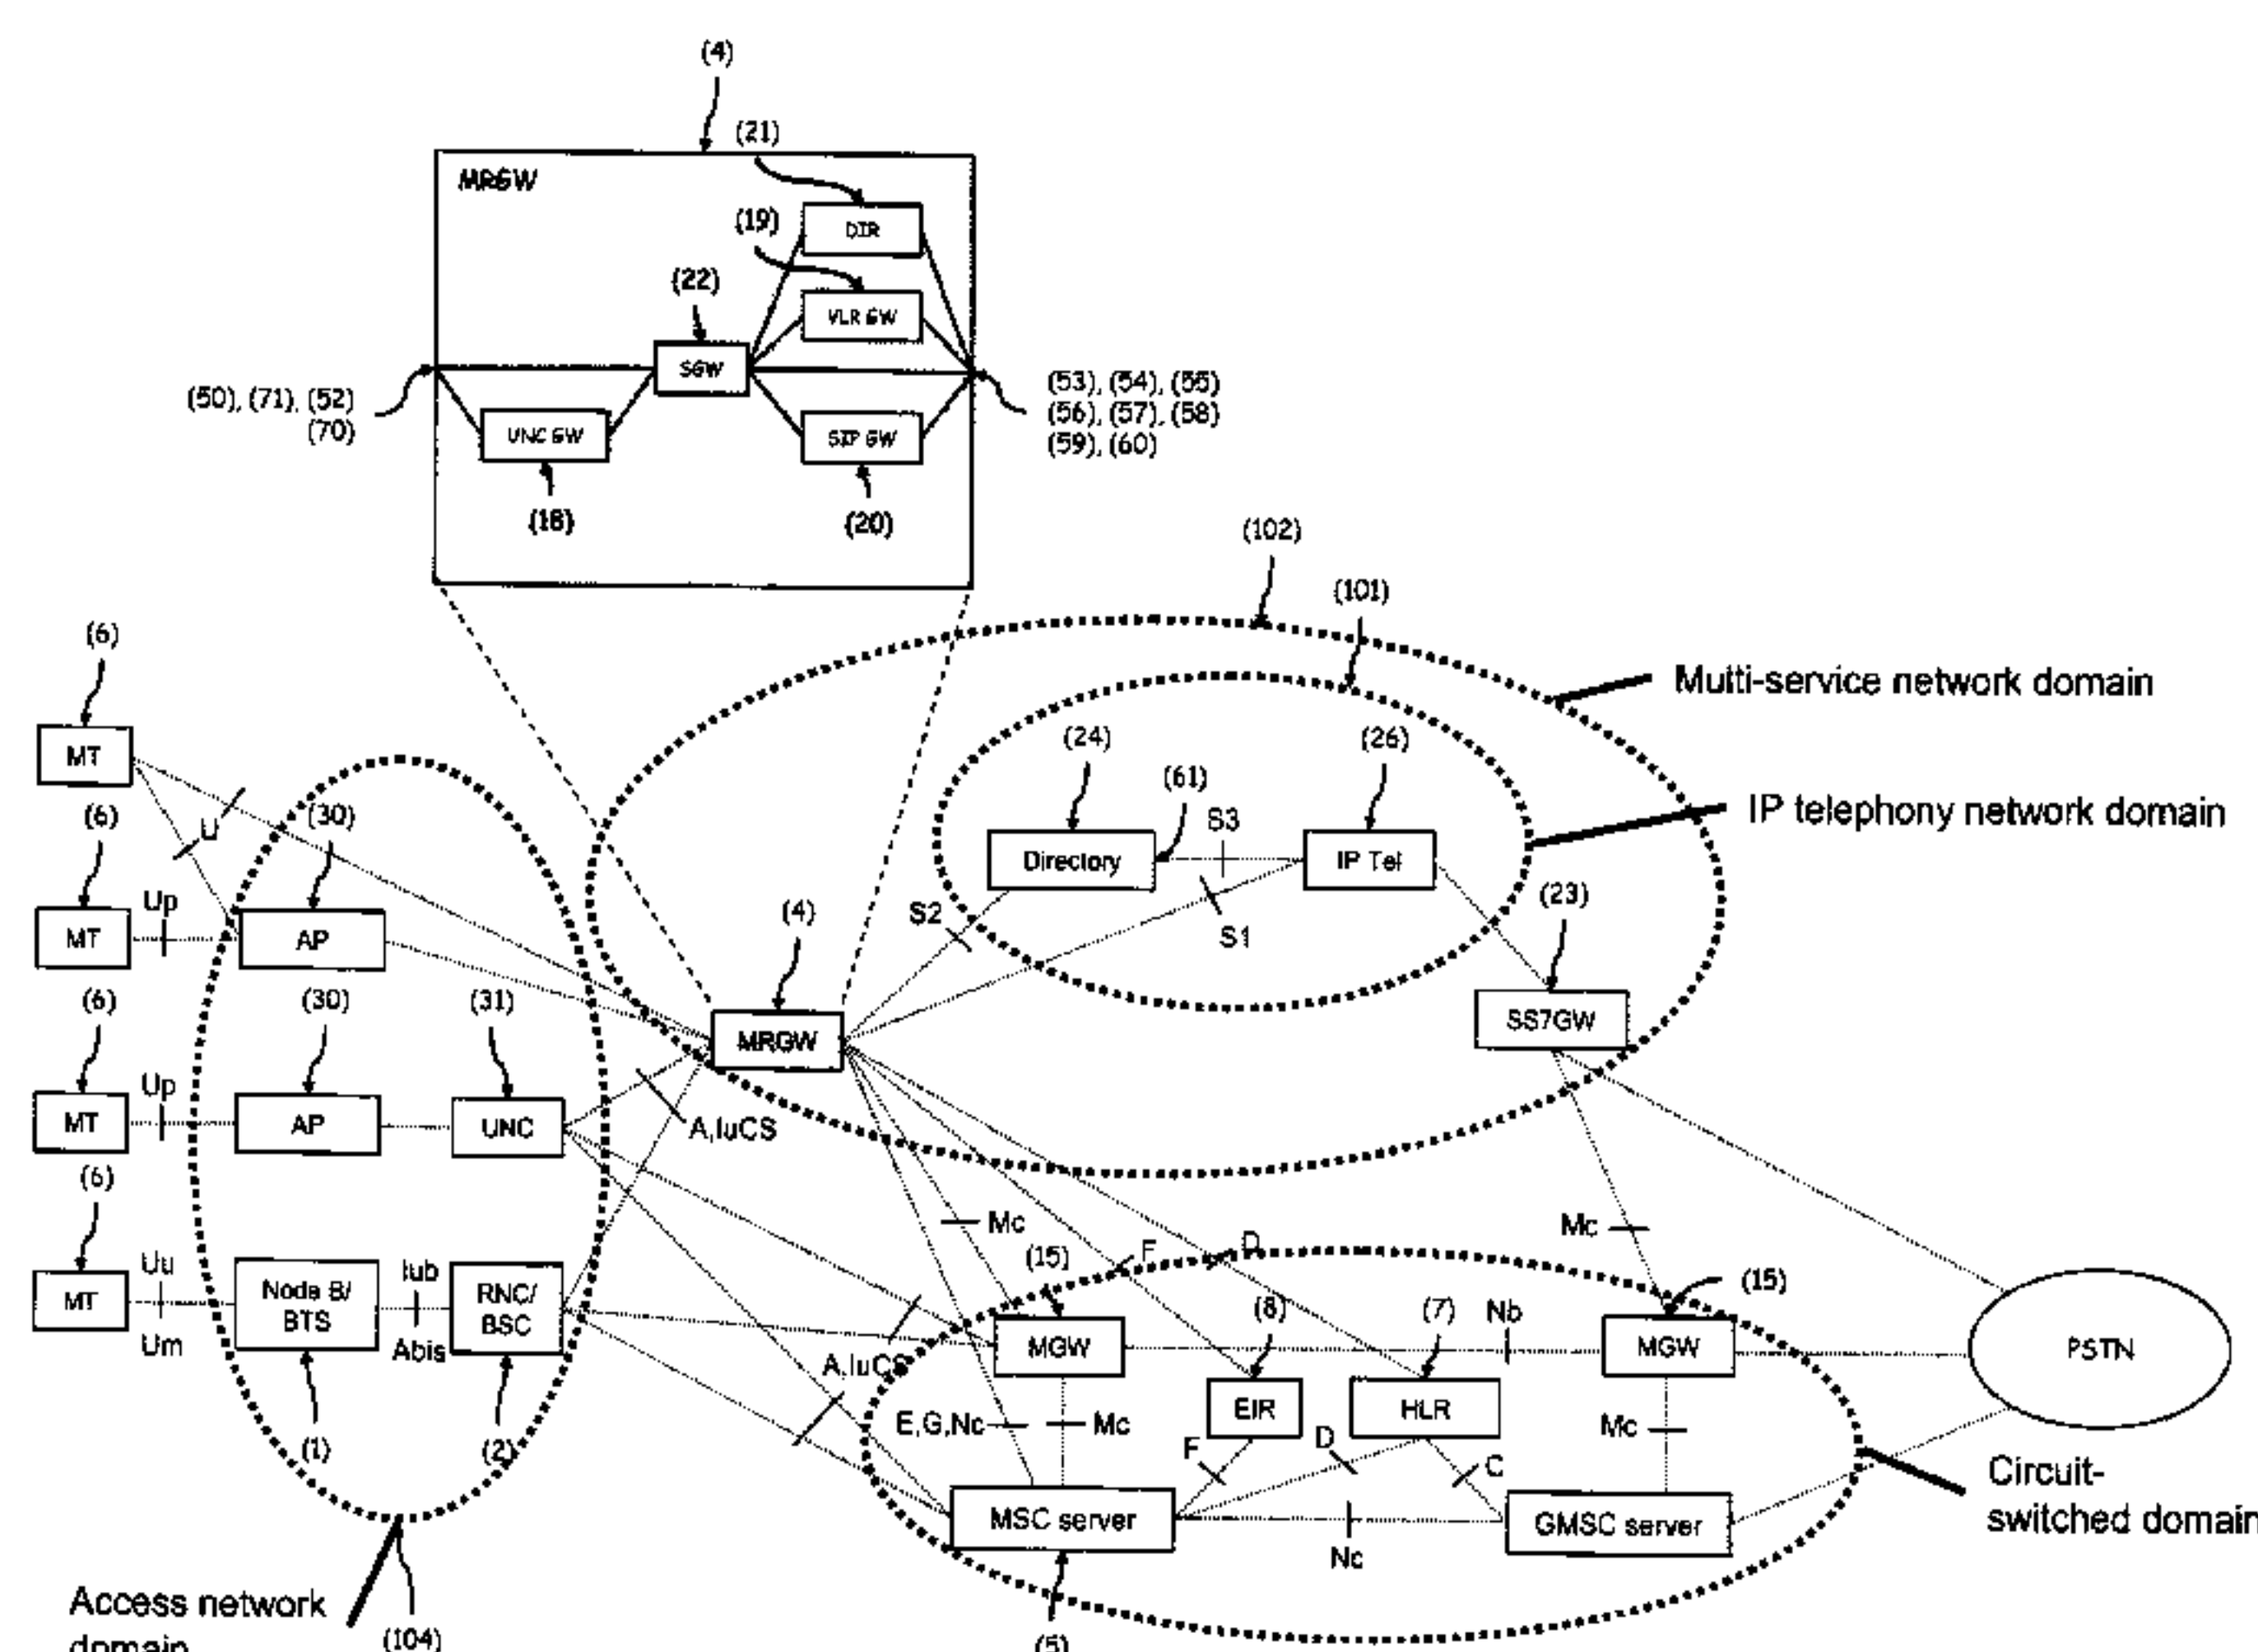 (4)
(21)
MRGW
(19)
DIR
(22)
VLR GW
SGW
(50), (71), (52)
(70)
(53), (54), (55)
(56), (57), (58)
(59), (60)
UNC GW
SIP GW
(18)
(20)
(102)
(101)
(6)
Multi-service network domain
MT
(24)
(26)
(61)
(6)
(30)
U
S3
IP telephony network domain
Directory
IP Tel
(23)
Up
S2
(4)
S1
MT
AP
(6)
(30)
(31)
MRGW
SS7GW
Up
A,IuCS
MT
AP
UNC
(6)
Mc
Mc
F
D
(15)
(15)
Uu
Iub
Node B/
BTS
RNC/
BSC
(8)
(7)
Nb
MT
Um
Abis
A,IuCS
MGW
MGW
PSTN
EIR
HLR
E,G,Nc
Mc
Mc
(1)
(2)
F
D
C
Circuit-
switched domain
MSC server
GMSC server
Nc
Access network
domain
(104)
(5)